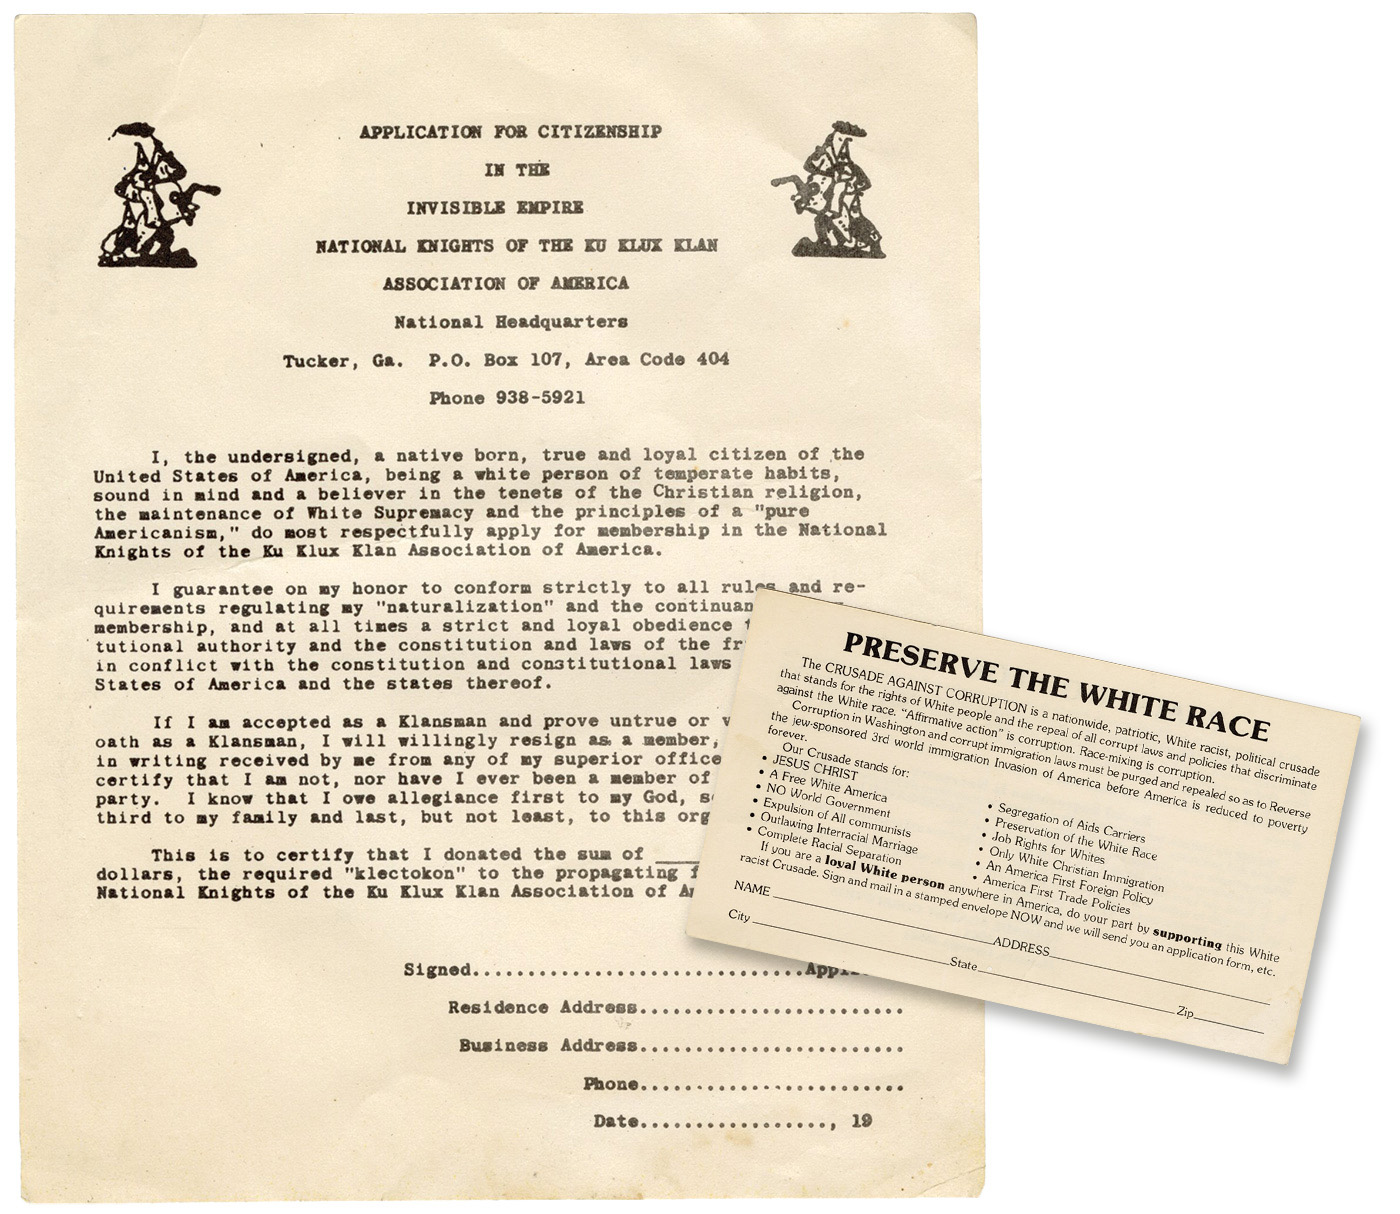 APPLICATION FOR CITIZENSHIP
IN THE
INVISIBLE EMPIRE
NATIONAL KNIGHTS OF THE KU KLUX KLAN
ASSOCIATION OF AMERICA
National Headquarters
Tucker, Ga. P.O. Box 107, Area Code 404
Phone 938-5921
I, the undersigned, a native born, true and loyal citizen of the
United States of America, being a white person of temperate habits,
sound in mind and a believer in the tenets of the Christian religion,
the maintenance of White Supremacy and the principles of a "pure
Americanism," do most respectfully apply for membership in the National
Knights of the Ku Klux Klan Association of America.
I guarantee on my honor to conform strictly to all rules and re-
quirements regulating my "naturalization" and the continuan
membership, and at all times a strict and loyal obedience
tutional authority and the constitution and laws of the fr
in conflict with the constitution and constitutional laws
States of America and the states thereof.
If I am accepted as a Klansman and prove untrue or v
oath as a Klansman, I will willingly resign as a member,
in writing received by me from any of my superior office
certify that I am not, nor have I ever been a member of
party. I know that I owe allegiance first to my God, s
third to my family and last, but not least, to this org
This is to certify that I donated the sum of ____
dollars, the required "klectokon" to the propagating f
National Knights of the Ku Klux Klan Association of Am
Signed..............................Appli
Residence Address........................
Business Address........................
Phone........................
Date................., 19
PRESERVE THE WHITE RACE
The CRUSADE AGAINST CORRUPTION is a nationwide, patriotic, White racist, political crusade
that stands for the rights of White people and the repeal of all corrupt laws and policies that discriminate
against the White race. "Affirmative action" is corruption. Race-mixing is corruption.
Corruption in Washington and corrupt immigration laws must be purged and repealed so as to Reverse
the jew-sponsored 3rd world immigration Invasion of America before America is reduced to poverty
forever.
Our Crusade stands for:
• JESUS CHRIST
• A Free White America
• NO World Government
• Expulsion of All communists
• Outlawing Interracial Marriage
• Complete Racial Separation
• Segregation of Aids Carriers
• Preservation of the White Race
• Job Rights for Whites
• Only White Christian Immigration
• An America First Foreign Policy
• America First Trade Policies
If you are a loyal White person anywhere in America, do your part by supporting this White
racist Crusade. Sign and mail in a stamped envelope NOW and we will send you an application form, etc.
NAME____ADDRESS____
City____State____Zip____